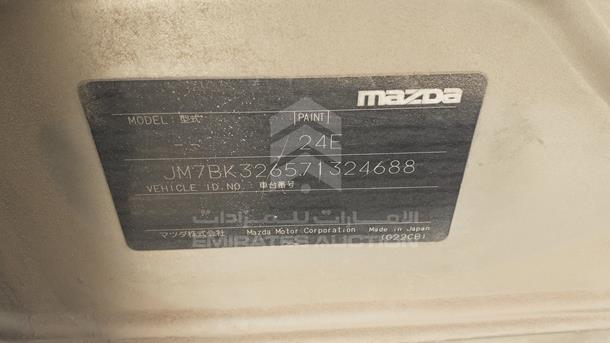 mazda
MODEL: 型式 PAINT
- - / 24E
JM7BK326571324688
VEHICLE ID.NO. 車台番号
الإمارات للمزادات
EMIRATES AUCTION
マツダ株式会社 Mazda Motor Corporation Made in Japan
(G22CB)